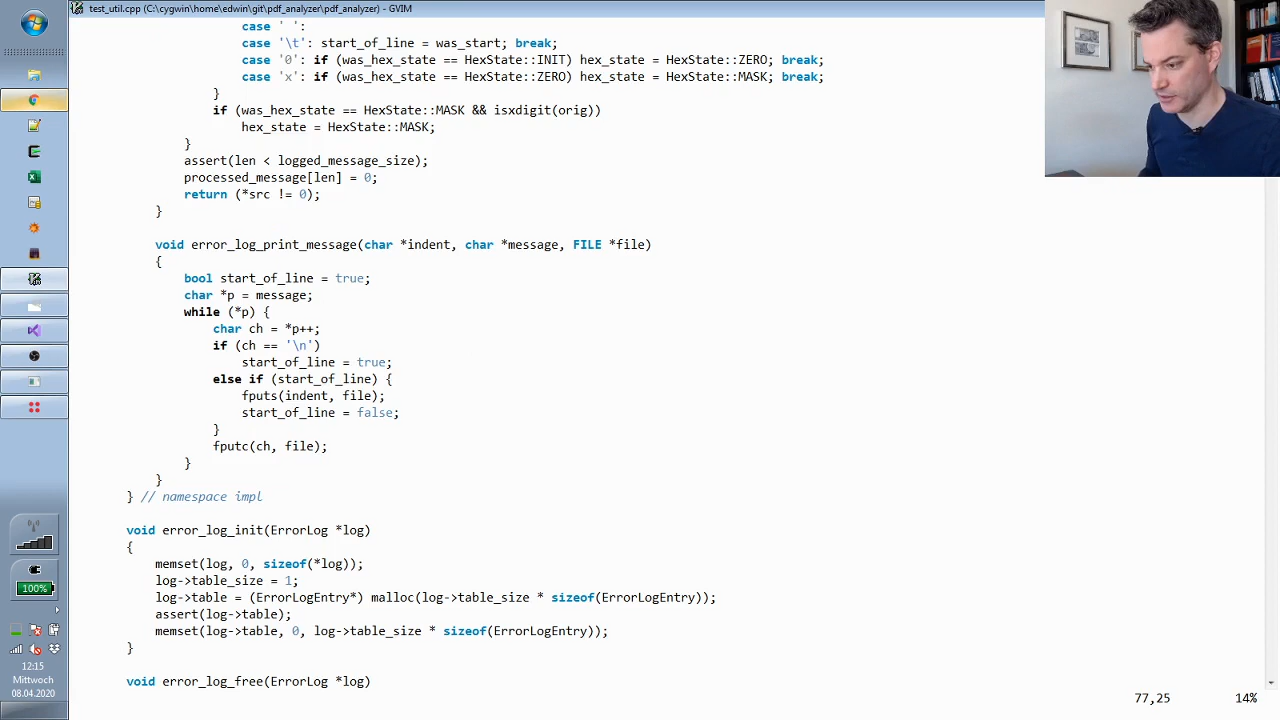 test_util.cpp (C:\cygwin\home\edwin\git\pdf_analyzer\pdf_analyzer) - GVIM
case ' ':
case '\t': start_of_line = was_start; break;
case '0': if (was_hex_state == HexState::INIT) hex_state = HexState::ZERO; break;
case 'x': if (was_hex_state == HexState::ZERO) hex_state = HexState::MASK; break;
}
if (was_hex_state == HexState::MASK && isxdigit(orig))
hex_state = HexState::MASK;
}
assert(len < logged_message_size);
processed_message[len] = 0;
return (*src != 0);
}
void error_log_print_message(char *indent, char *message, FILE *file)
{
bool start_of_line = true;
char *p = message;
while (*p) {
char ch = *p++;
if (ch == '\n')
start_of_line = true;
else if (start_of_line) {
fputs(indent, file);
start_of_line = false;
}
fputc(ch, file);
}
}
} // namespace impl
void error_log_init(ErrorLog *log)
{
memset(log, 0, sizeof(*log));
log->table_size = 1;
log->table = (ErrorLogEntry*) malloc(log->table_size * sizeof(ErrorLogEntry));
assert(log->table);
memset(log->table, 0, log->table_size * sizeof(ErrorLogEntry));
}
void error_log_free(ErrorLog *log)
77,25 14%
100%
12:15
Mittwoch
08.04.2020